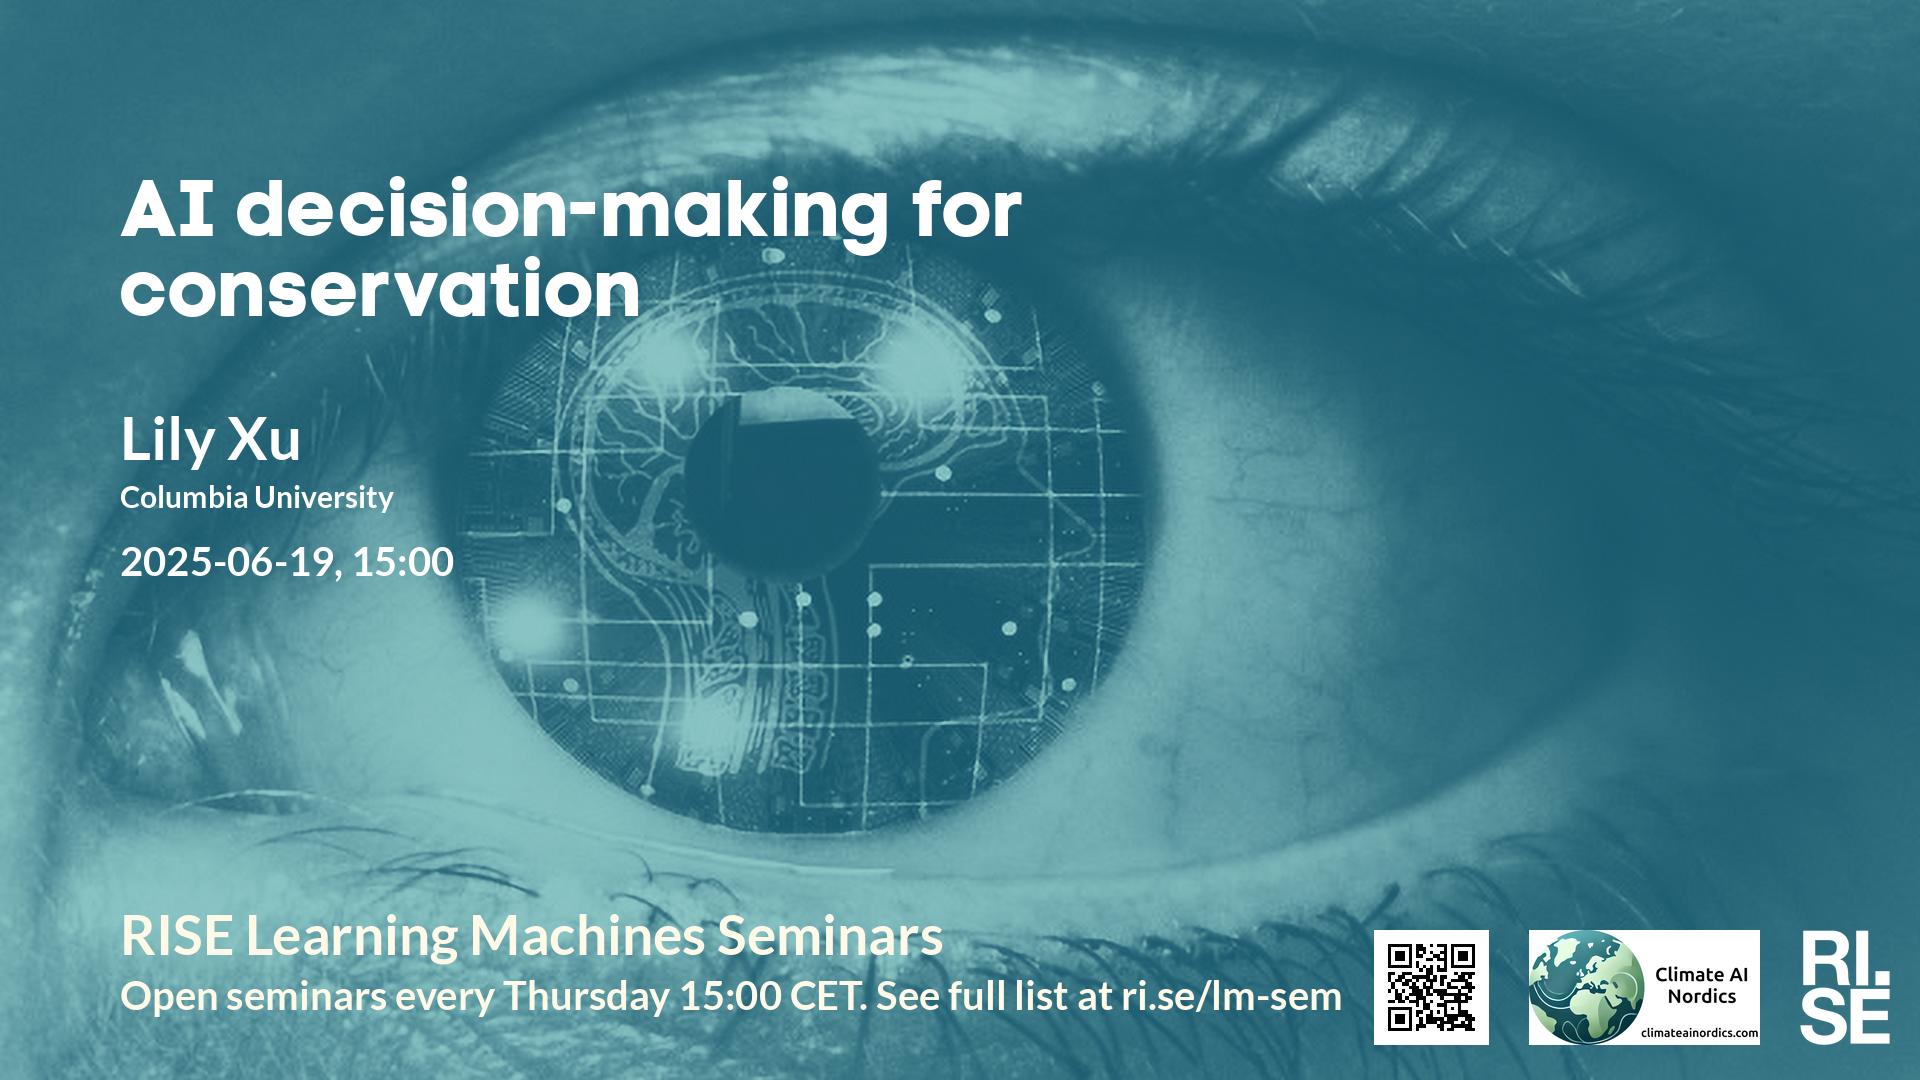 AI decision-making for
conservation
Lily Xu
Columbia University
2025-06-19, 15:00
RISE Learning Machines Seminars
Open seminars every Thursday 15:00 CET. See full list at ri.se/lm-sem
Climate AI
Nordics
climateainordics.com
RI.
SE